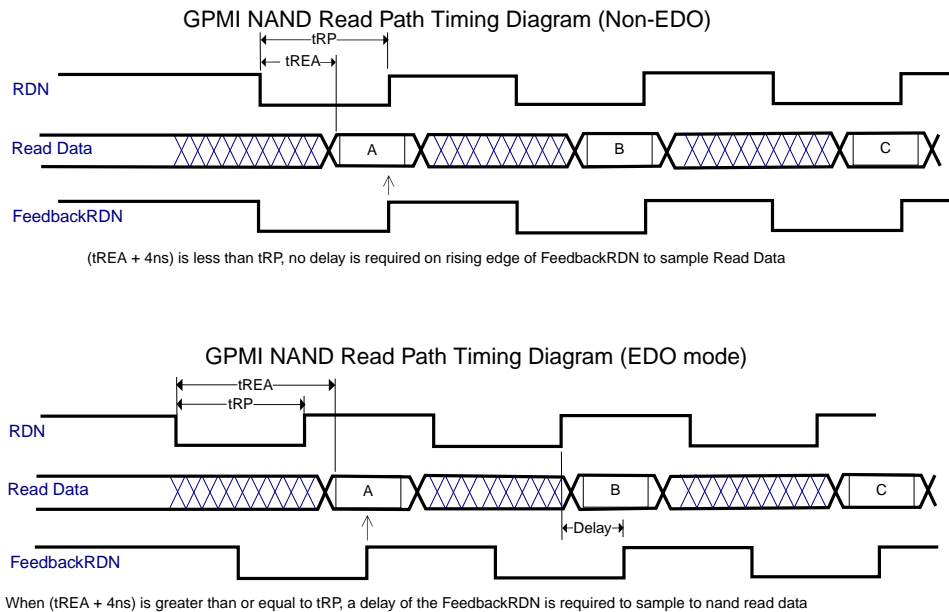 GPMI NAND Read Path Timing Diagram (Non-EDO)
tRP
tREA
RDN
Read Data
A
B
C
FeedbackRDN
(tREA + 4ns) is less than tRP, no delay is required on rising edge of FeedbackRDN to sample Read Data
GPMI NAND Read Path Timing Diagram (EDO mode)
tREA
tRP
RDN
Read Data
A
B
C
Delay
FeedbackRDN
When (tREA + 4ns) is greater than or equal to tRP, a delay of the FeedbackRDN is required to sample to nand read data